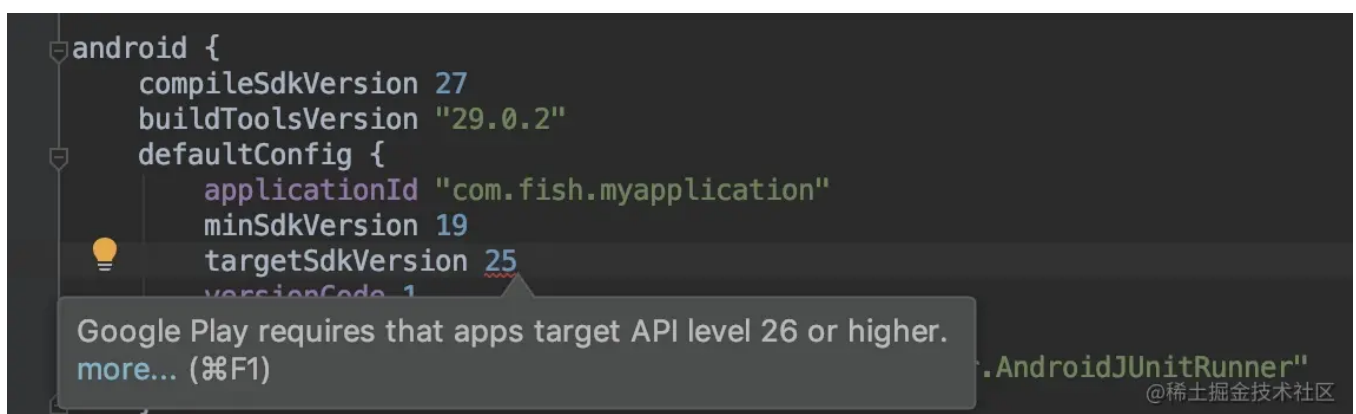 android {
compileSdkVersion 27
buildToolsVersion "29.0.2"
defaultConfig {
applicationId "com.fish.myapplication"
minSdkVersion 19
targetSdkVersion 25
versionCode 1
Google Play requires that apps target API level 26 or higher.
more... (⌘F1)
r.AndroidJUnitRunner"
@稀土掘金技术社区